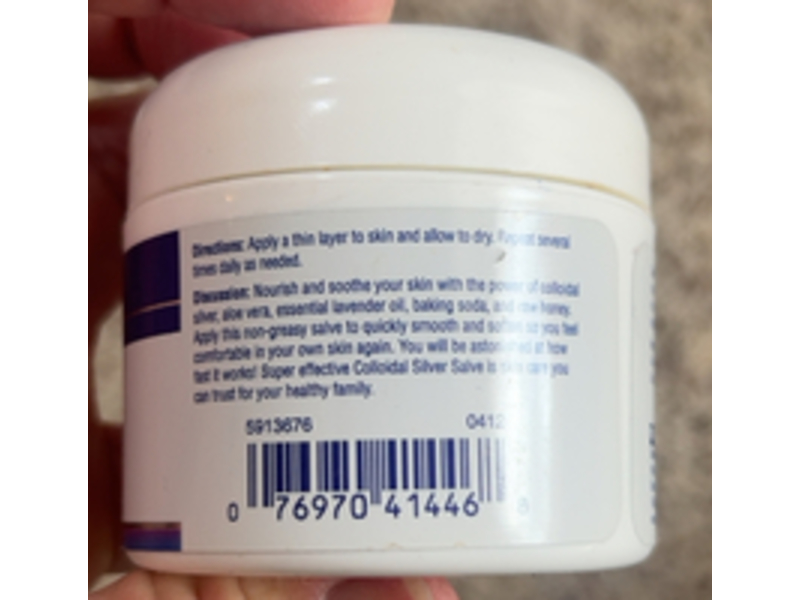 Directions: Apply a thin layer to skin and allow to dry. Repeat several
times daily as needed.
Discussion: Nourish and soothe your skin with the power of colloidal
silver, aloe vera, essential lavender oil, baking soda, and raw honey.
Apply this non-greasy salve to quickly smooth and soften so you feel
comfortable in your own skin again. You will be astonished at how
fast it works! Super effective Colloidal Silver Salve is skin care you
can trust for your healthy family.
5913676 0412
0 76970 41446 8